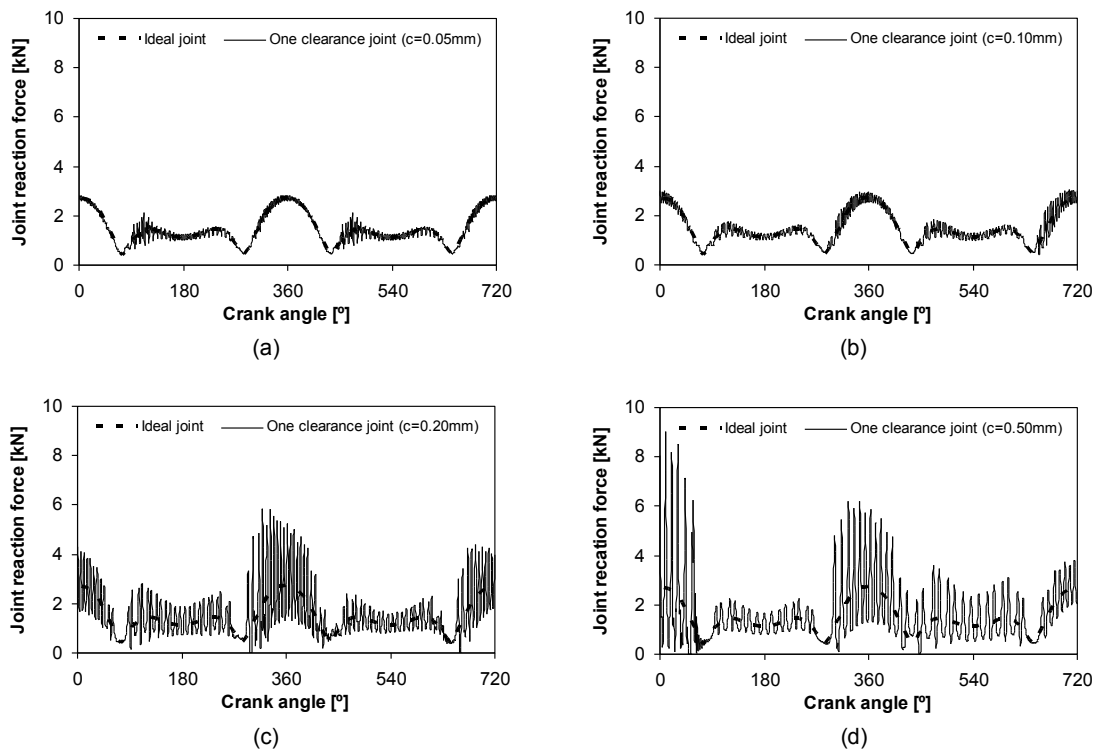 Joint reaction force [kN]
10
8
6
4
2
0
Ideal joint
One clearance joint (c=0.05mm)
0 180 360 540 720
Crank angle [º]
(a)
Joint reaction force [kN]
10
8
6
4
2
0
Ideal joint
One clearance joint (c=0.10mm)
0 180 360 540 720
Crank angle [º]
(b)
Joint reaction force [kN]
10
8
6
4
2
0
Ideal joint
One clearance joint (c=0.20mm)
0 180 360 540 720
Crank angle [º]
(c)
Joint recation force [kN]
10
8
6
4
2
0
Ideal joint
One clearance joint (c=0.50mm)
0 180 360 540 720
Crank angle [º]
(d)